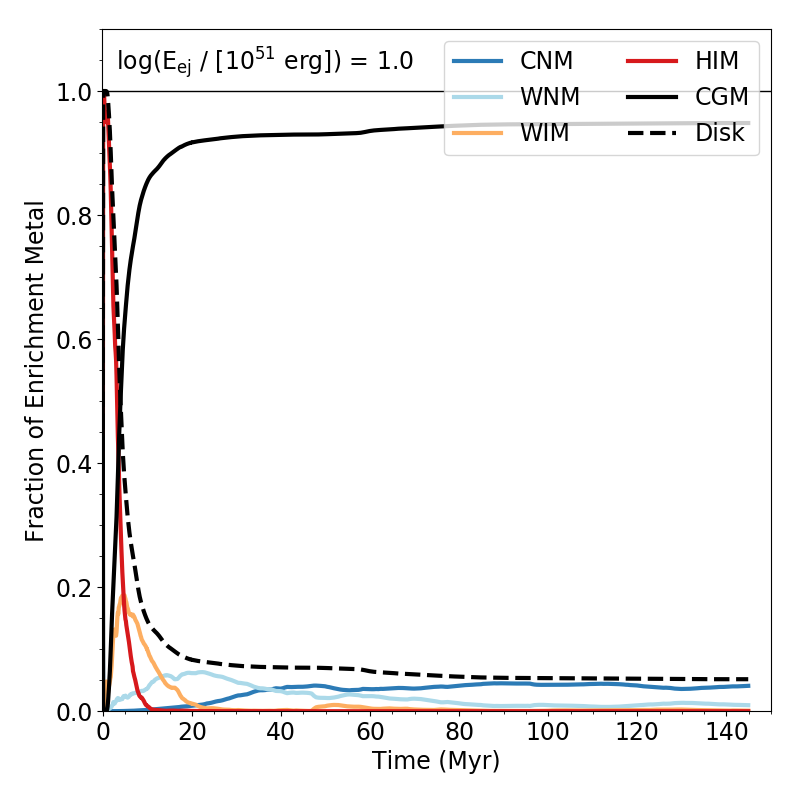 log(E_ej / [10^51 erg]) = 1.0
CNM
WNM
WIM
HIM
CGM
Disk
Fraction of Enrichment Metal
1.0
0.8
0.6
0.4
0.2
0.0
0 20 40 60 80 100 120 140
Time (Myr)